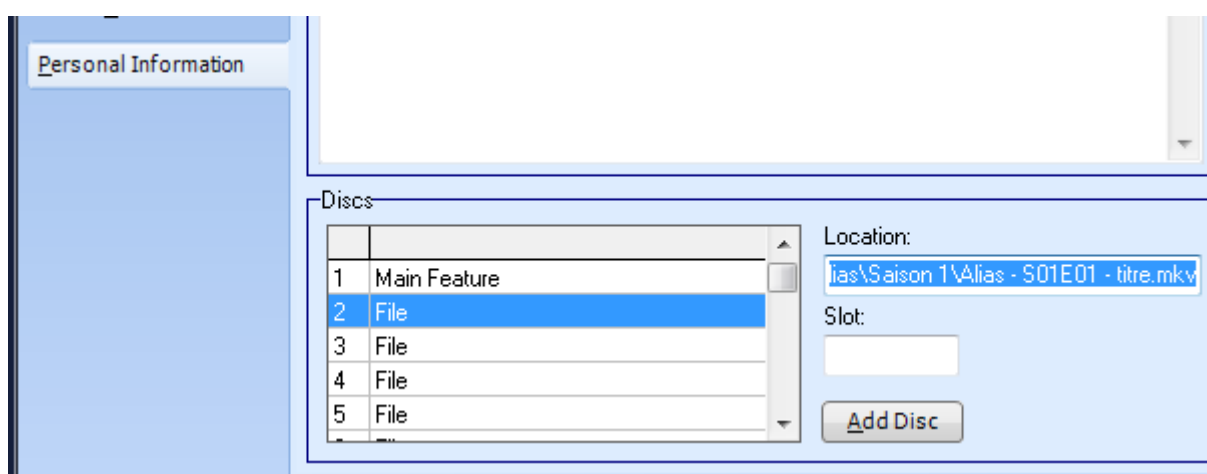 Personal Information
Discs
1 Main Feature
2 File
3 File
4 File
5 File
Location:
lias\Saison 1\Alias - S01E01 - titre.mkv
Slot:
Add Disc